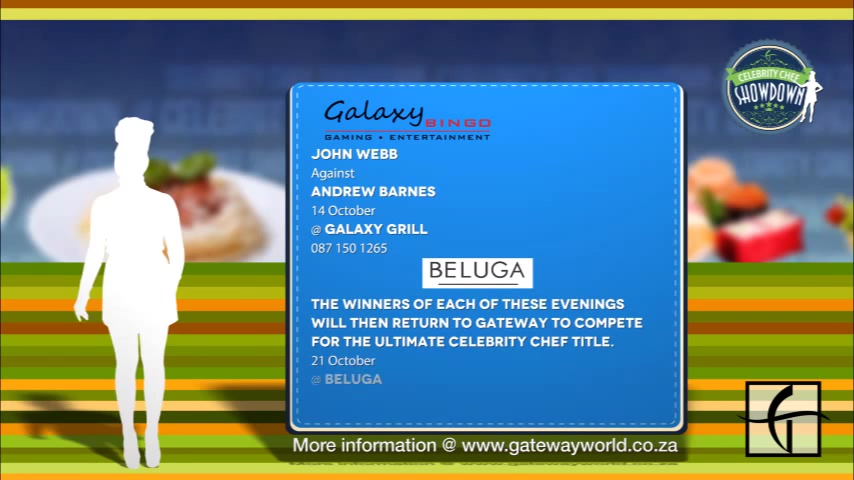 CELEBRITY CHEF
SHOWDOWN
Galaxy BINGO
GAMING • ENTERTAINMENT
JOHN WEBB
Against
ANDREW BARNES
14 October
@ GALAXY GRILL
087 150 1265
BELUGA
THE WINNERS OF EACH OF THESE EVENINGS
WILL THEN RETURN TO GATEWAY TO COMPETE
FOR THE ULTIMATE CELEBRITY CHEF TITLE.
21 October
@ BELUGA
More information @ www.gatewayworld.co.za